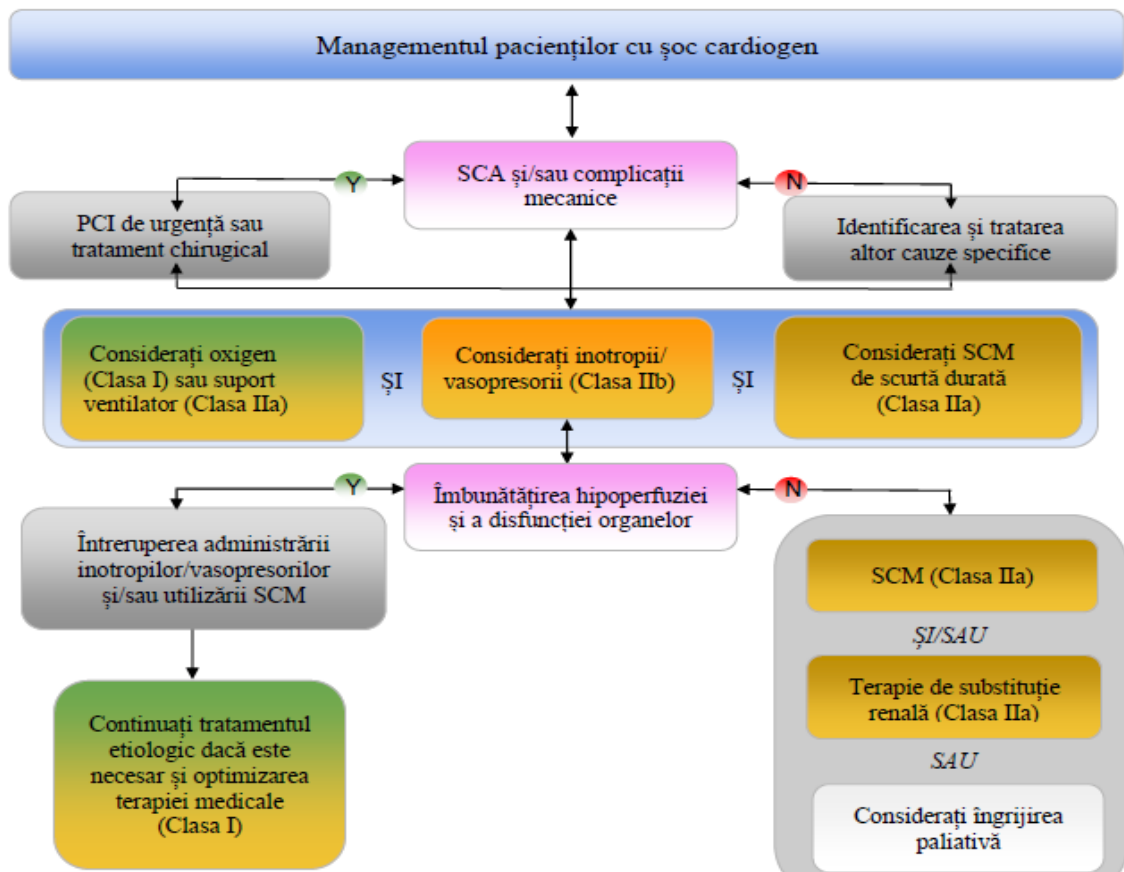 Managementul pacienților cu șoc cardiogen
SCA și/sau complicații
mecanice
Y
N
PCI de urgență sau
tratament chirugical
Identificarea și tratarea
altor cauze specifice
Considerați oxigen
(Clasa I) sau suport
ventilator (Clasa IIa)
ȘI
Considerați inotropii/
vasopresorii (Clasa IIb)
ȘI
Considerați SCM
de scurtă durată
(Clasa IIa)
Y
Îmbunătățirea hipoperfuziei
și a disfuncției organelor
N
Întreruperea administrării
inotropilor/vasopresorilor
și/sau utilizării SCM
Continuați tratamentul
etiologic dacă este
necesar și optimizarea
terapiei medicale
(Clasa I)
SCM (Clasa IIa)
ȘI/SAU
Terapie de substituție
renală (Clasa IIa)
SAU
Considerați îngrijirea
paliativă